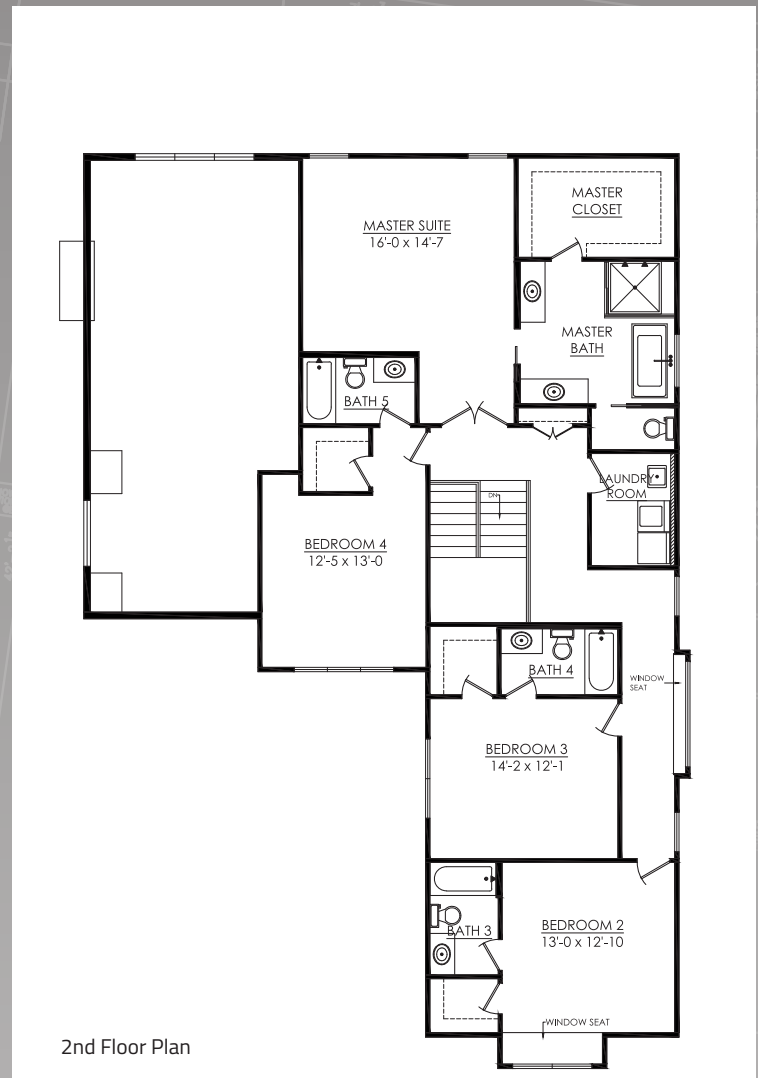 MASTER
CLOSET
MASTER SUITE
16'-0 x 14'-7
MASTER
BATH
BATH 5
LAUNDRY
ROOM
DN
BEDROOM 4
12'-5 x 13'-0
BATH 4
WINDOW
SEAT
BEDROOM 3
14'-2 x 12'-1
BATH 3
BEDROOM 2
13'-0 x 12'-10
WINDOW SEAT
2nd Floor Plan